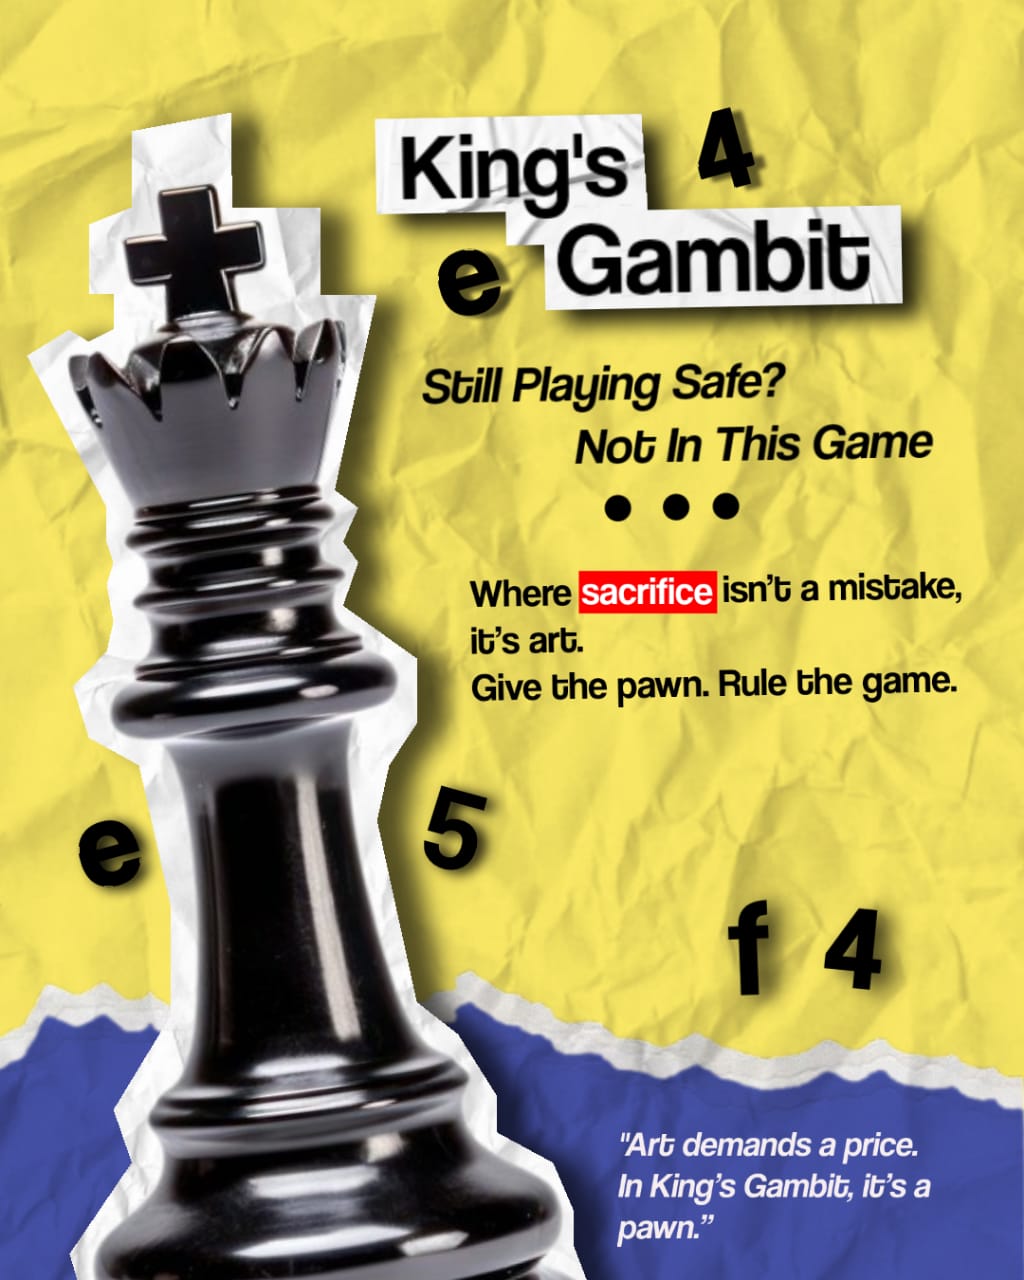 King's
4
e
Gambit
Still Playing Safe?
Not In This Game
● ● ●
Where sacrifice isn’t a mistake,
it’s art.
Give the pawn. Rule the game.
e 5
f 4
"Art demands a price.
In King’s Gambit, it’s a
pawn.”